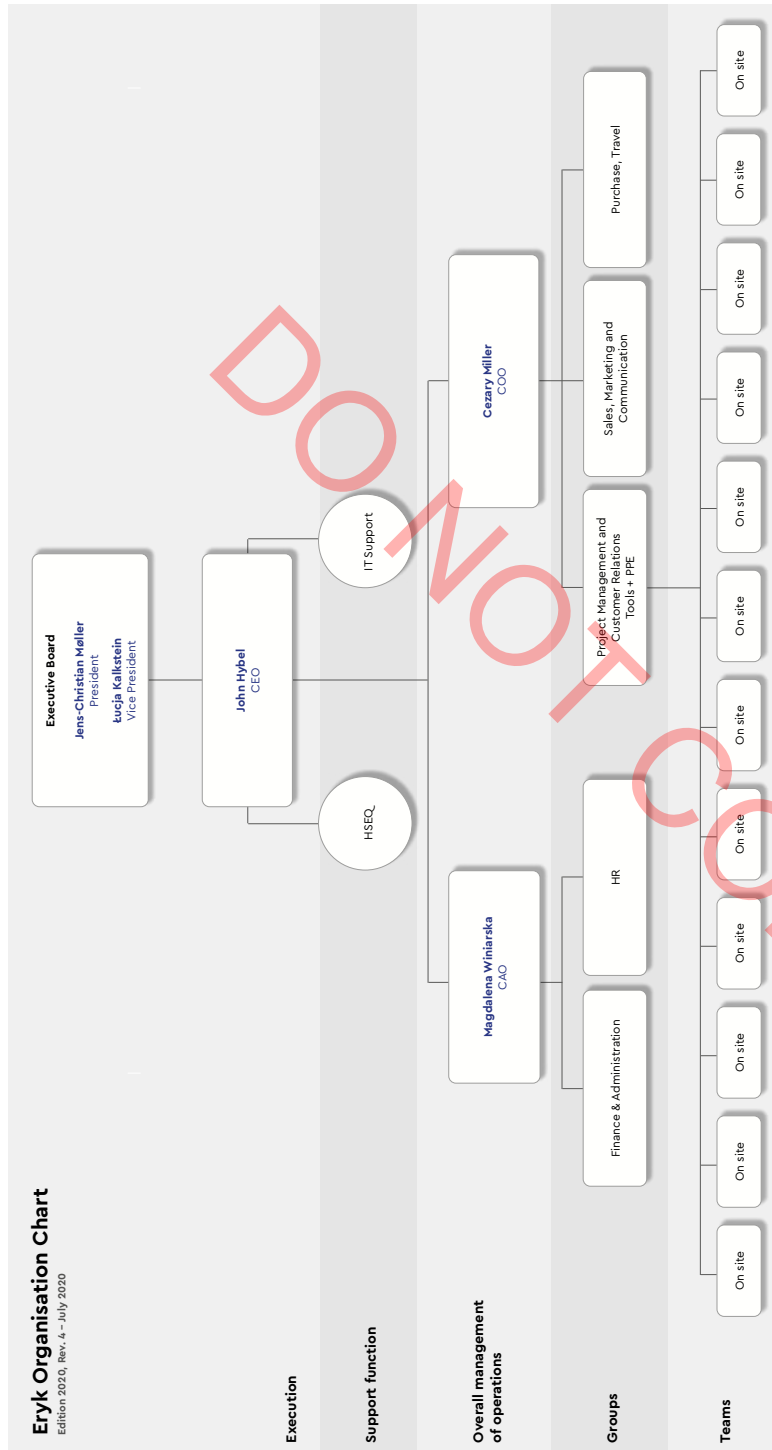 Eryk Organisation Chart
Edition 2020, Rev. 4 – July 2020
Execution
Executive Board
Jens-Christian Møller
President
Łucja Kalkstein
Vice President
John Hybel
CEO
Support function
HSEQ
IT Support
Overall management
of operations
Magdalena Winiarska
CAO
Cezary Miller
COO
Groups
Finance & Administration
HR
Project Management and
Customer Relations
Tools + PPE
Sales, Marketing and
Communication
Purchase, Travel
Teams
On site
On site
On site
On site
On site
On site
On site
On site
On site
On site
On site
On site
DO NOT CO